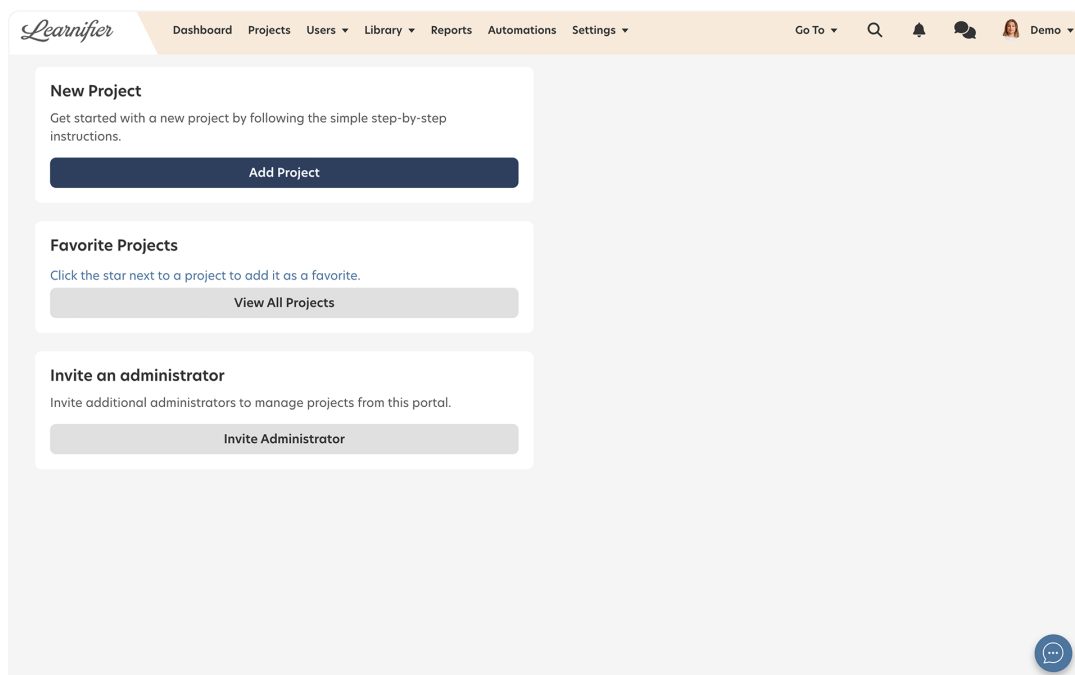 Learnifier
Dashboard Projects Users Library Reports Automations Settings Go To Demo
New Project
Get started with a new project by following the simple step-by-step
instructions.
Add Project
Favorite Projects
Click the star next to a project to add it as a favorite.
View All Projects
Invite an administrator
Invite additional administrators to manage projects from this portal.
Invite Administrator